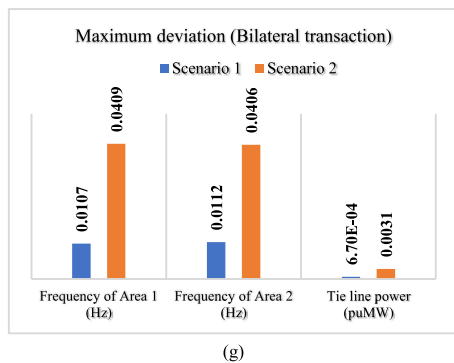 Maximum deviation (Bilateral transaction)
Scenario 1 Scenario 2
0.0107
0.0409
0.0112
0.0406
6.70E-04
0.0031
Frequency of Area 1
(Hz)
Frequency of Area 2
(Hz)
Tie line power
(puMW)
(g)